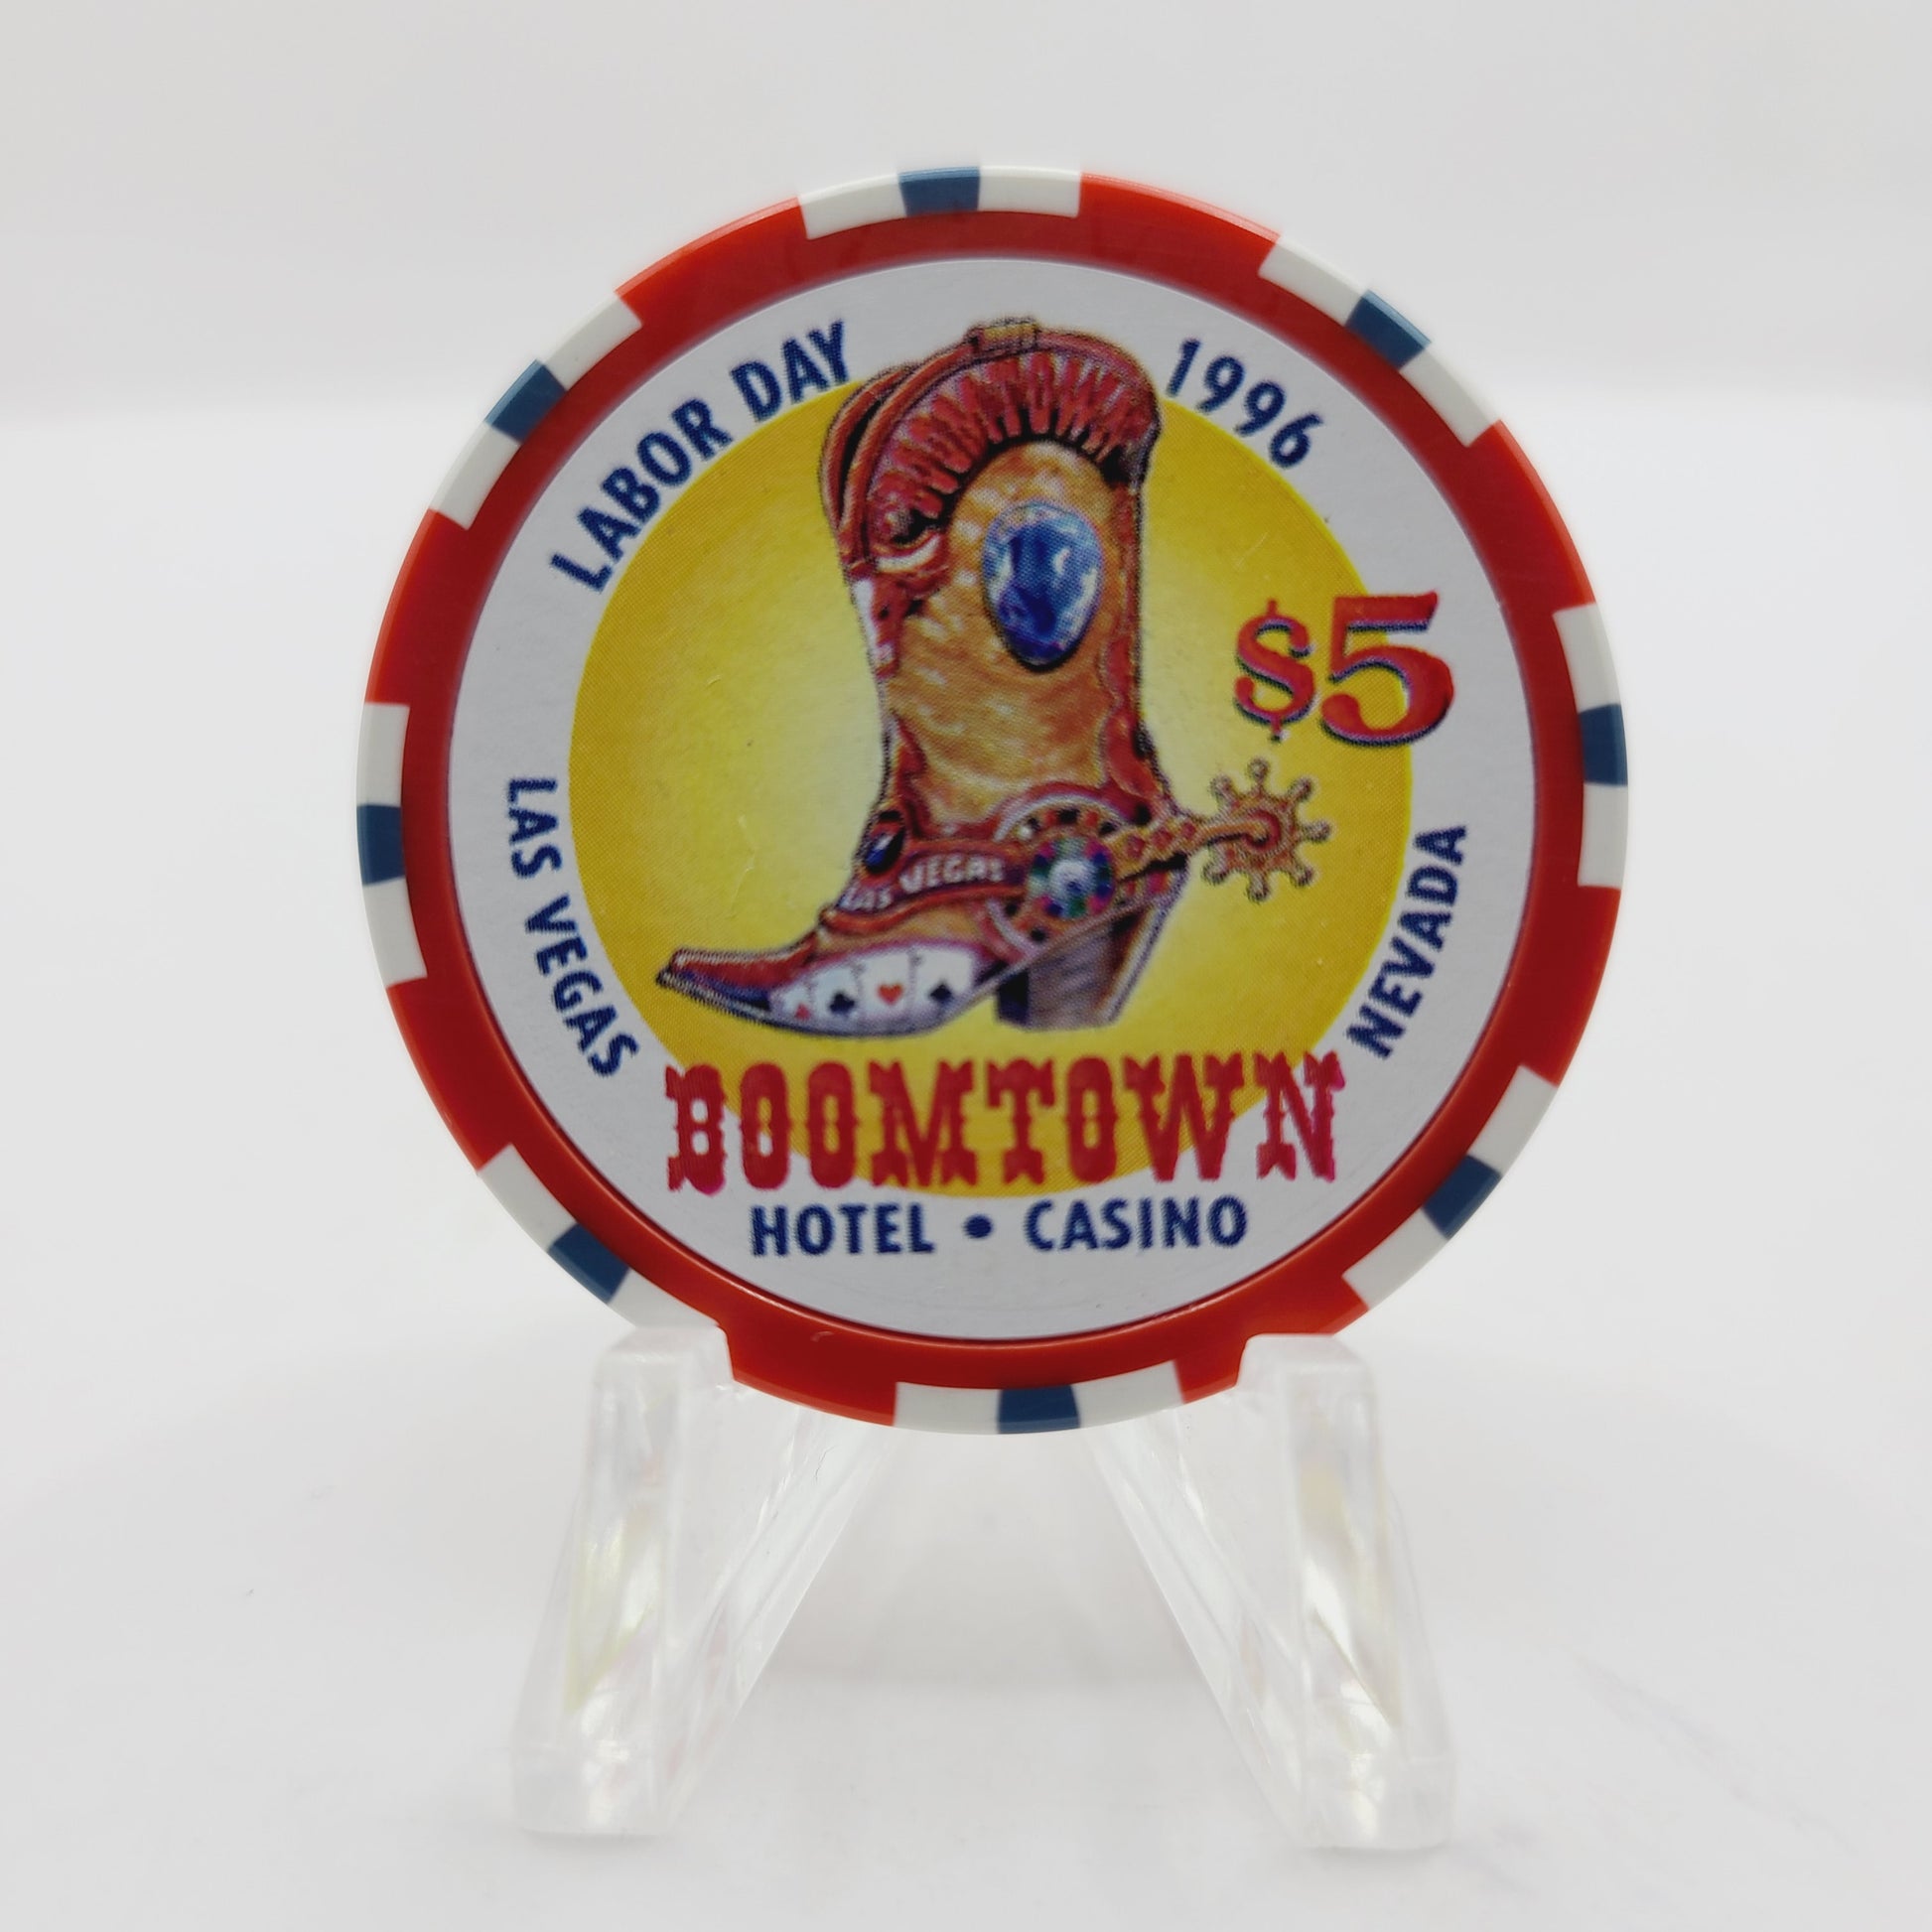 LABOR DAY
1996
BOOMTOWN
$5
LAS VEGAS
LAS VEGAS
NEVADA
BOOMTOWN
HOTEL • CASINO